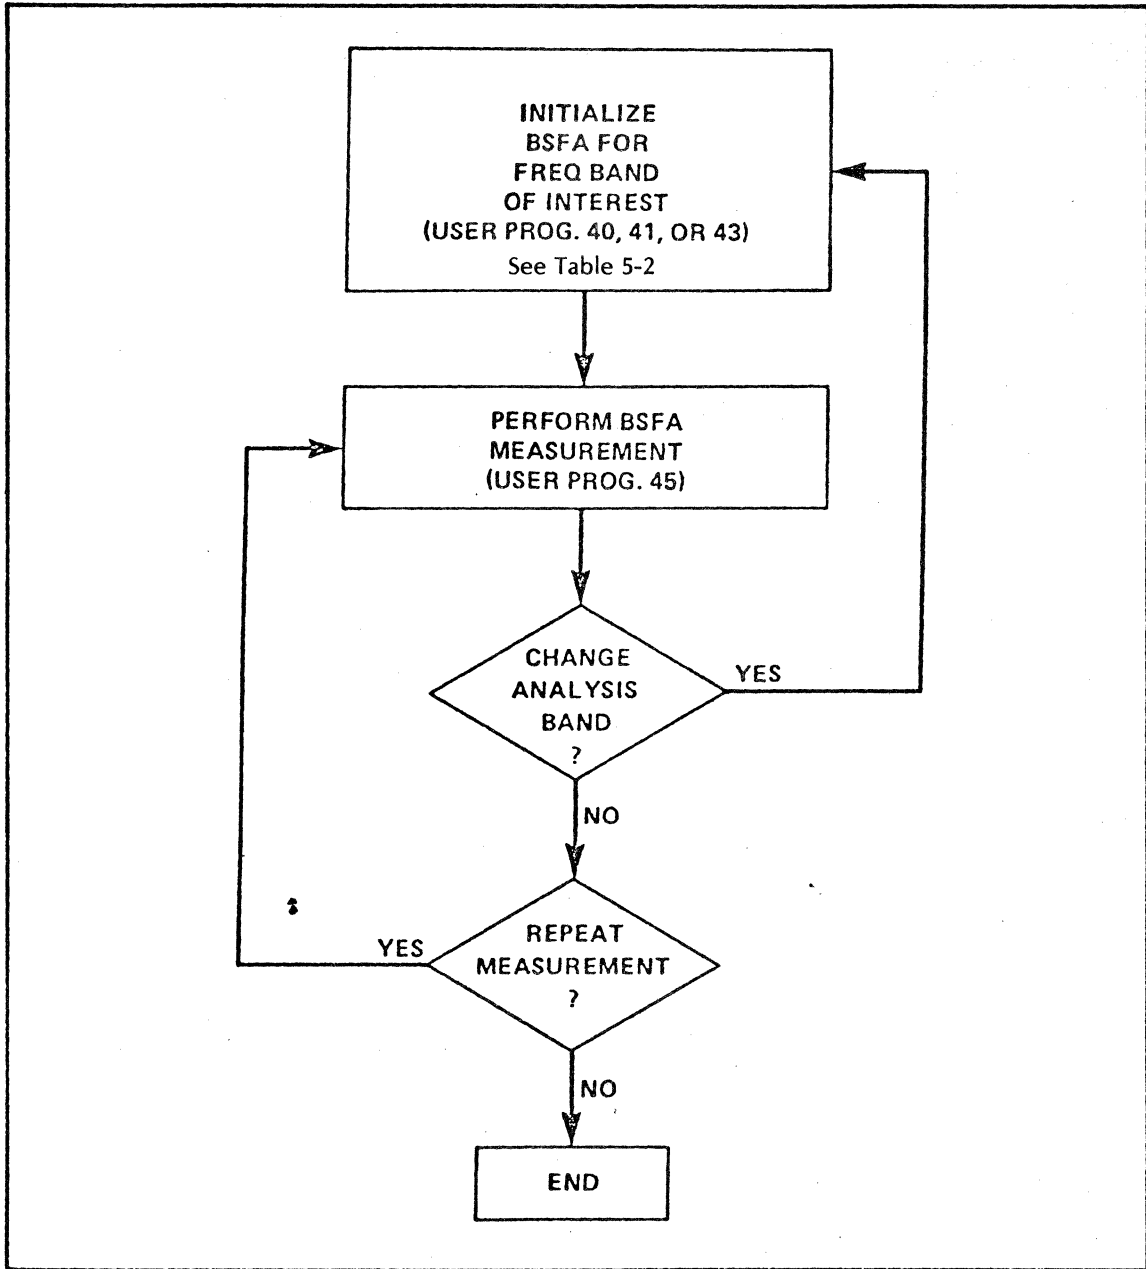 INITIALIZE
BSFA FOR
FREQ BAND
OF INTEREST
(USER PROG. 40, 41, OR 43)
See Table 5-2
PERFORM BSFA
MEASUREMENT
(USER PROG. 45)
CHANGE
ANALYSIS
BAND
?
YES
NO
REPEAT
MEASUREMENT
?
YES
NO
END